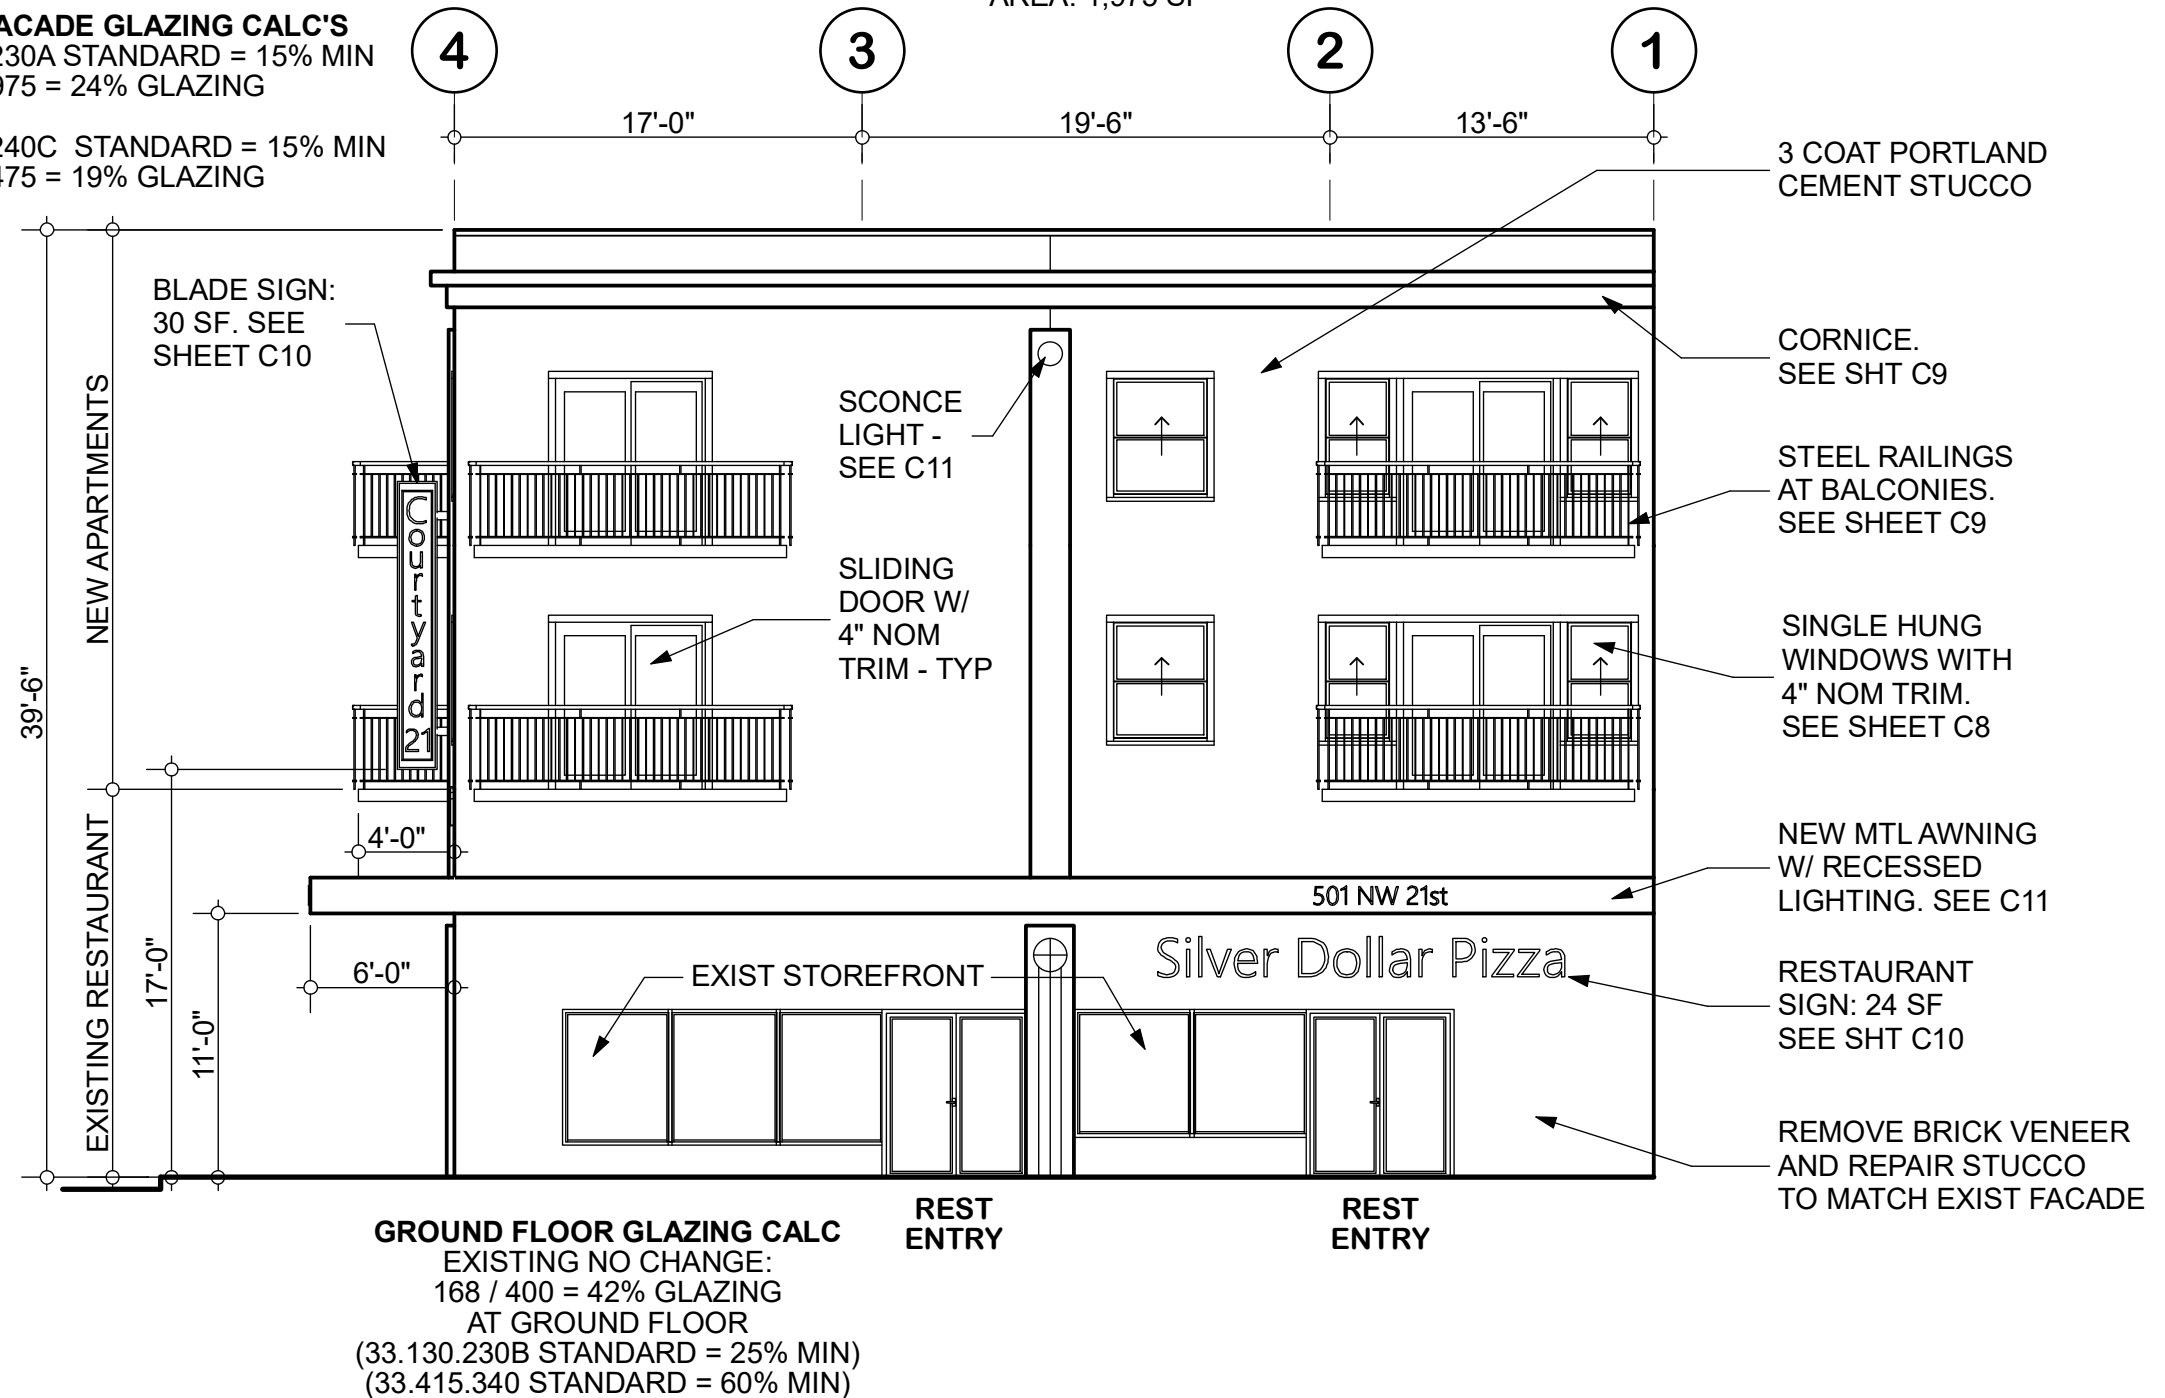 AREA: 1,975 SF
ACADE GLAZING CALC'S
230A STANDARD = 15% MIN
975 = 24% GLAZING
240C STANDARD = 15% MIN
475 = 19% GLAZING
4
3
2
1
17'-0"
19'-6"
13'-6"
3 COAT PORTLAND
CEMENT STUCCO
BLADE SIGN:
30 SF. SEE
SHEET C10
CORNICE.
SEE SHT C9
SCONCE
LIGHT -
SEE C11
STEEL RAILINGS
AT BALCONIES.
SEE SHEET C9
NEW APARTMENTS
Courtyard 21
SLIDING
DOOR W/
4" NOM
TRIM - TYP
SINGLE HUNG
WINDOWS WITH
4" NOM TRIM.
SEE SHEET C8
39'-6"
4'-0"
NEW MTL AWNING
W/ RECESSED
LIGHTING. SEE C11
501 NW 21st
EXISTING RESTAURANT
17'-0"
11'-0"
6'-0"
EXIST STOREFRONT
Silver Dollar Pizza
RESTAURANT
SIGN: 24 SF
SEE SHT C10
REMOVE BRICK VENEER
AND REPAIR STUCCO
TO MATCH EXIST FACADE
REST
ENTRY
REST
ENTRY
GROUND FLOOR GLAZING CALC
EXISTING NO CHANGE:
168 / 400 = 42% GLAZING
AT GROUND FLOOR
(33.130.230B STANDARD = 25% MIN)
(33.415.340 STANDARD = 60% MIN)